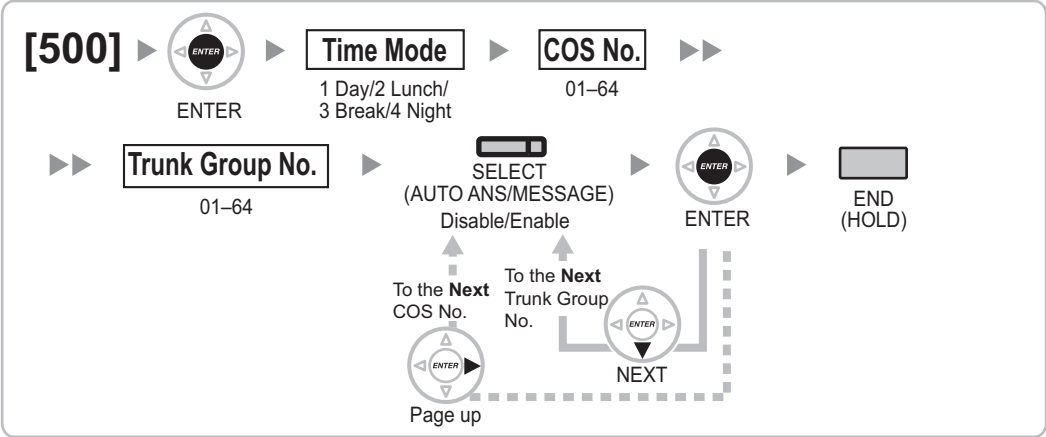 [500]
ENTER
ENTER
Time Mode
1 Day/2 Lunch/
3 Break/4 Night
COS No.
01–64
Trunk Group No.
01–64
SELECT
(AUTO ANS/MESSAGE)
Disable/Enable
ENTER
ENTER
END
(HOLD)
To the Next
COS No.
ENTER
Page up
To the Next
Trunk Group
No.
ENTER
NEXT